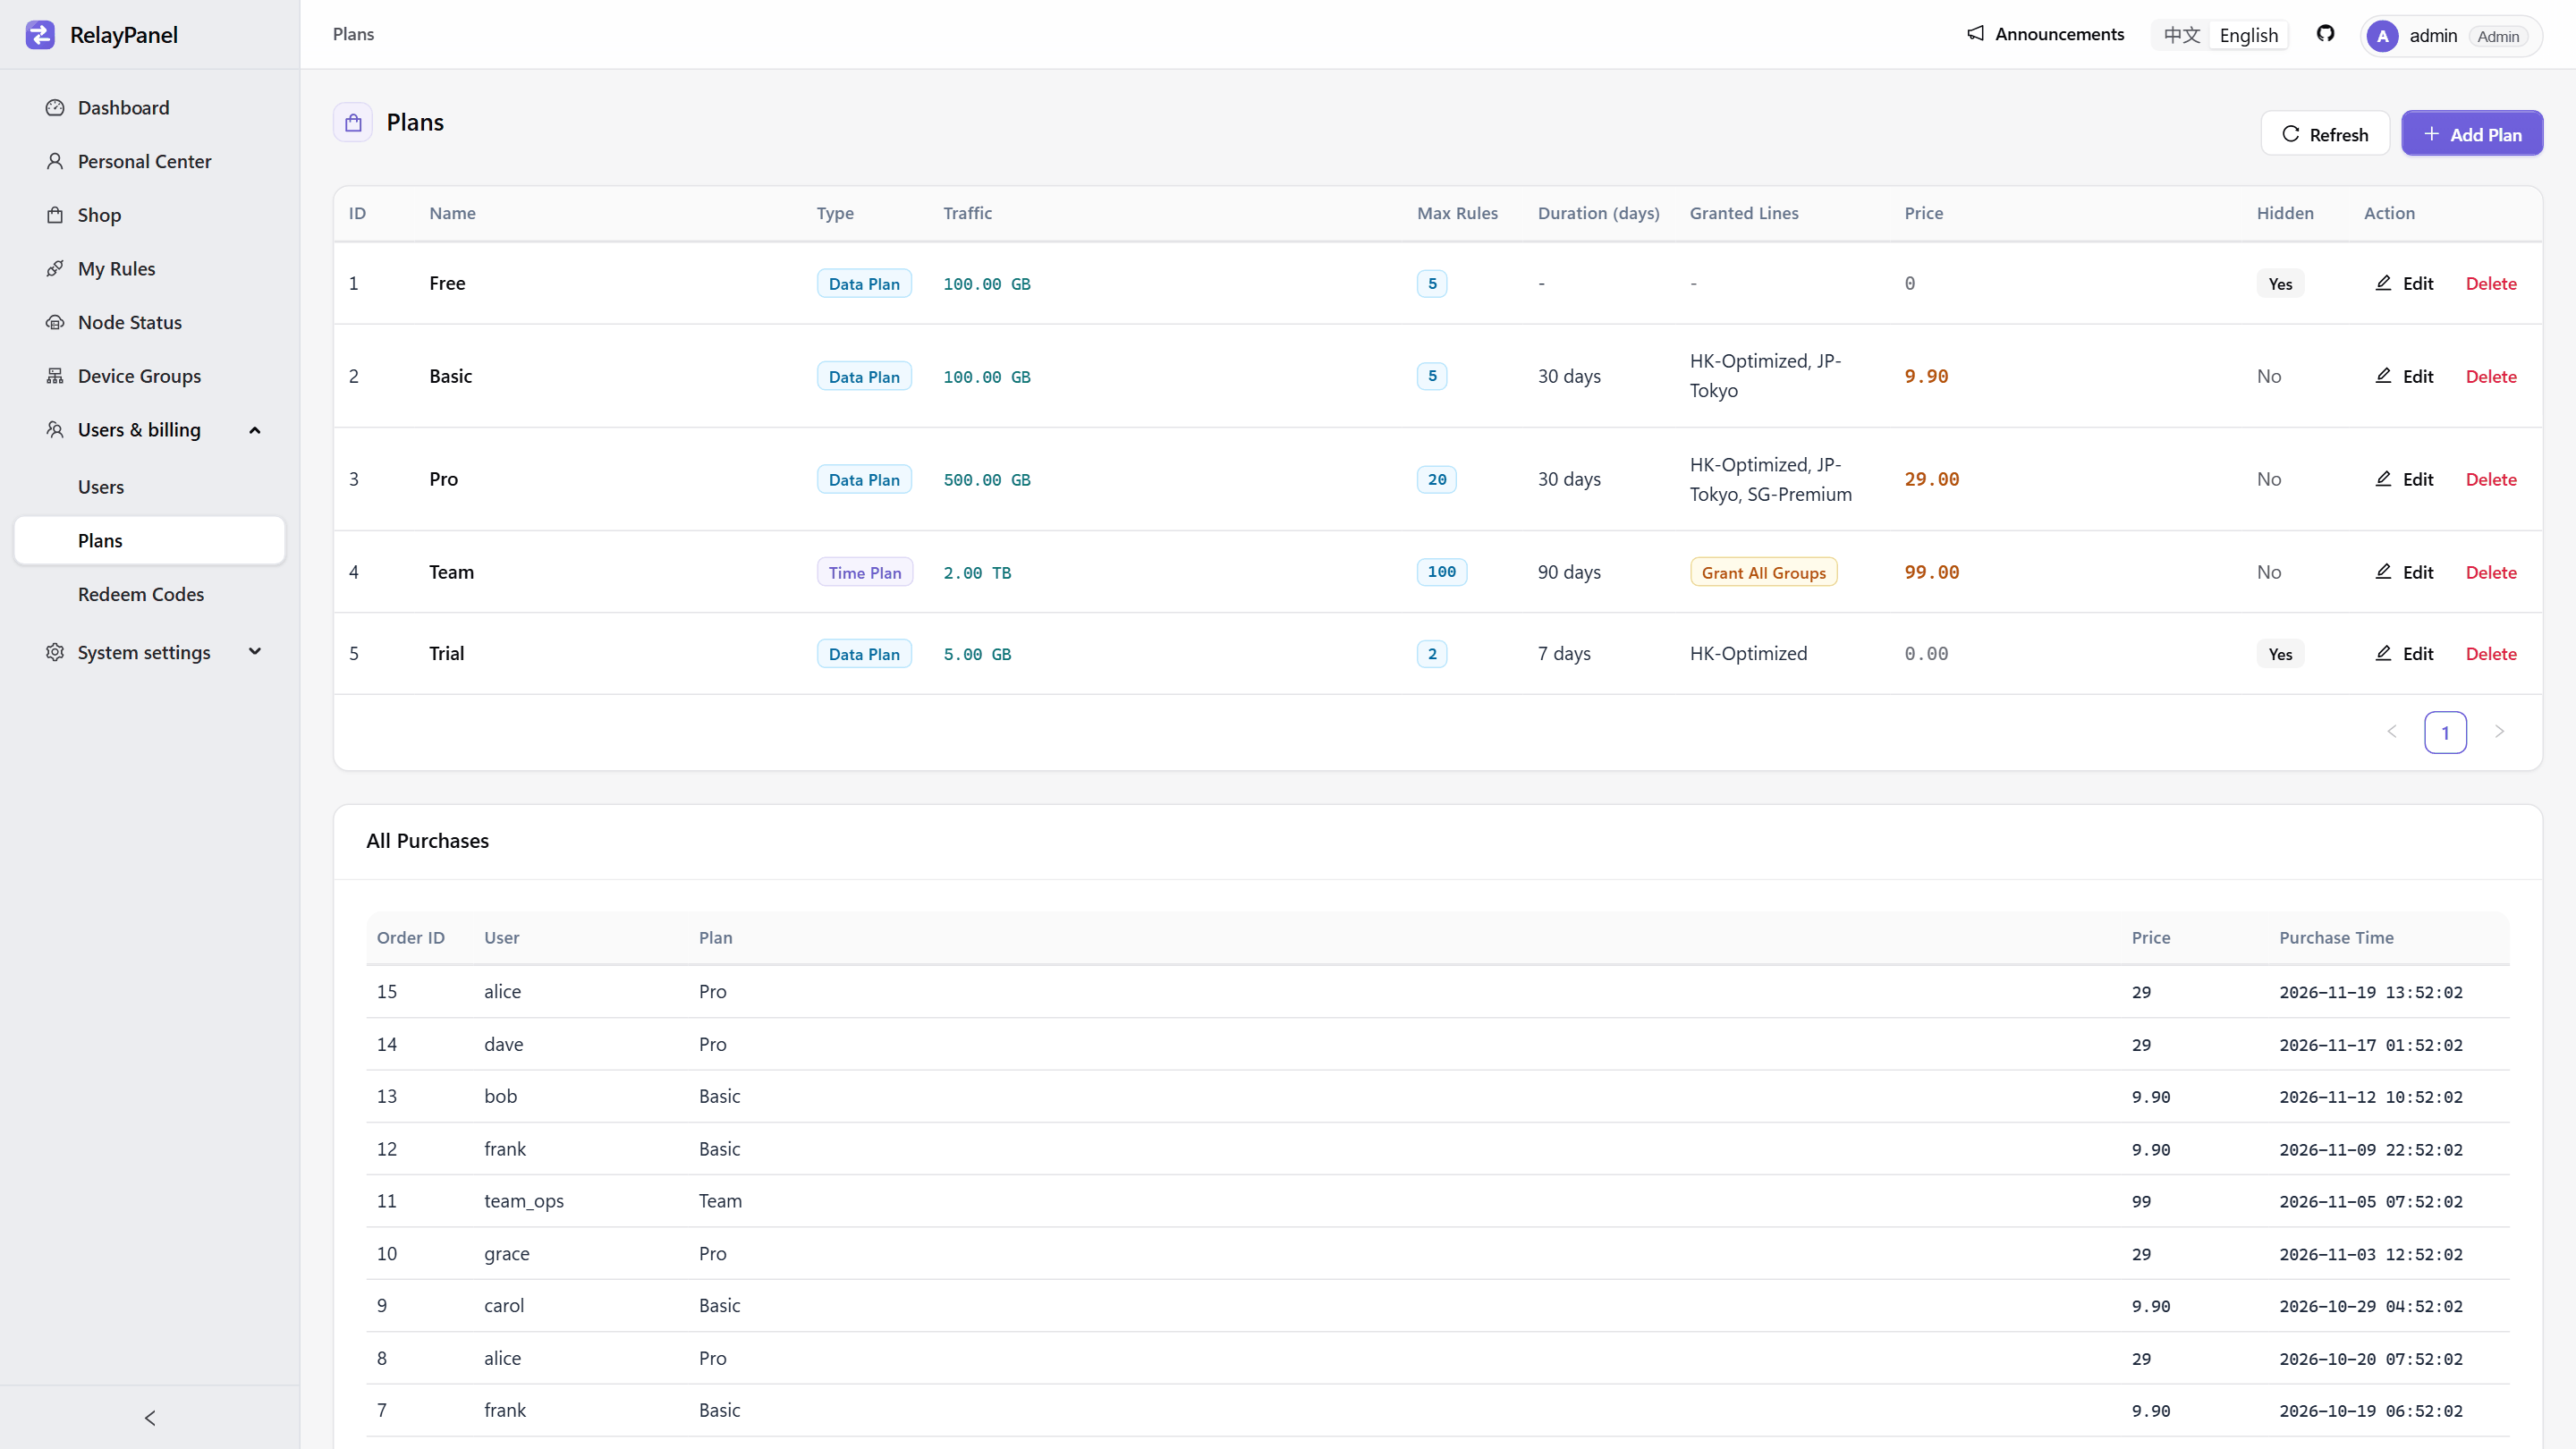 RelayPanel
Plans
Announcements
中文 English
A admin Admin
Dashboard
Personal Center
Shop
My Rules
Node Status
Device Groups
Users & billing
Users
Plans
Redeem Codes
System settings
Plans
Refresh
Add Plan
ID Name Type Traffic Max Rules Duration (days) Granted Lines Price Hidden Action
1 Free Data Plan 100.00 GB 5 - - 0 Yes Edit Delete
2 Basic Data Plan 100.00 GB 5 30 days HK-Optimized, JP-
Tokyo 9.90 No Edit Delete
3 Pro Data Plan 500.00 GB 20 30 days HK-Optimized, JP-
Tokyo, SG-Premium 29.00 No Edit Delete
4 Team Time Plan 2.00 TB 100 90 days Grant All Groups 99.00 No Edit Delete
5 Trial Data Plan 5.00 GB 2 7 days HK-Optimized 0.00 Yes Edit Delete
1
All Purchases
Order ID User Plan Price Purchase Time
15 alice Pro 29 2026-11-19 13:52:02
14 dave Pro 29 2026-11-17 01:52:02
13 bob Basic 9.90 2026-11-12 10:52:02
12 frank Basic 9.90 2026-11-09 22:52:02
11 team_ops Team 99 2026-11-05 07:52:02
10 grace Pro 29 2026-11-03 12:52:02
9 carol Basic 9.90 2026-10-29 04:52:02
8 alice Pro 29 2026-10-20 07:52:02
7 frank Basic 9.90 2026-10-19 06:52:02